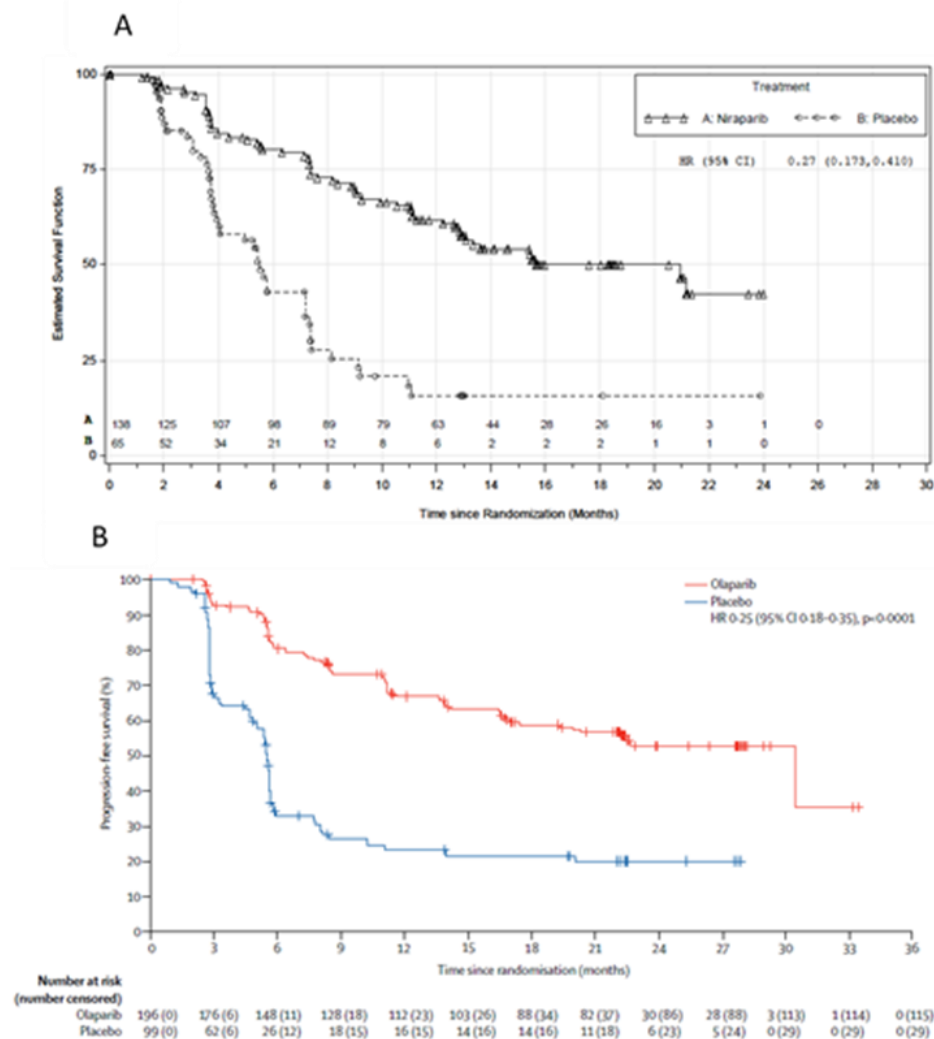 A
Treatment
A: Niraparib B: Placebo
HR (95% CI) 0.27 (0.173,0.410)
Estimated Survival Function
100
75
50
25
0
A 138 125 107 98 89 79 63 44 28 26 16 3 1 0
B 65 52 34 21 12 8 6 2 2 2 1 1 0
0 2 4 6 8 10 12 14 16 18 20 22 24 26 28 30
Time since Randomization (Months)
B
Olaparib
Placebo
HR 0·25 (95% CI 0·18–0·35), p<0·0001
Progression-free survival (%)
100
90
80
70
60
50
40
30
20
10
0
0 3 6 9 12 15 18 21 24 27 30 33 36
Time since randomisation (months)
Number at risk
(number censored)
Olaparib 196 (0) 176 (6) 148 (11) 128 (18) 112 (23) 103 (26) 88 (34) 82 (37) 30 (86) 28 (88) 3 (113) 1 (114) 0 (115)
Placebo 99 (0) 62 (6) 26 (12) 18 (15) 16 (15) 14 (16) 14 (16) 11 (18) 6 (23) 5 (24) 0 (29) 0 (29) 0 (29)